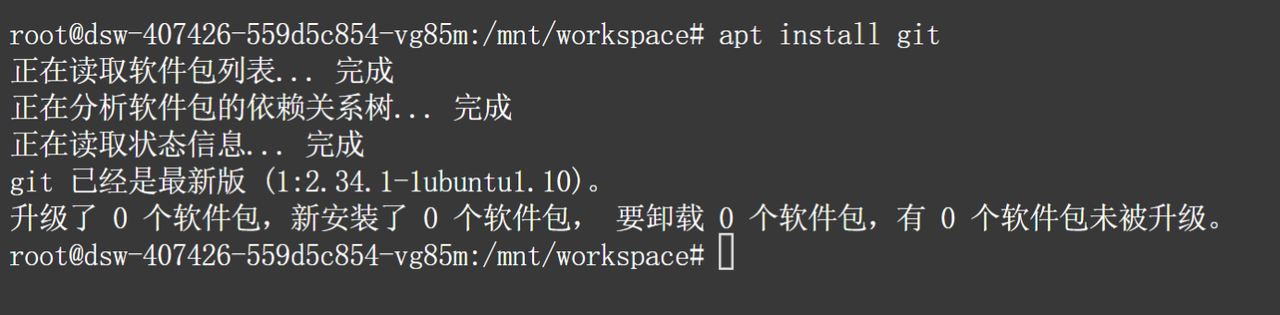 root@dsw-407426-559d5c854-vg85m:/mnt/workspace# apt install git
正在读取软件包列表... 完成
正在分析软件包的依赖关系树... 完成
正在读取状态信息... 完成
git 已经是最新版 (1:2.34.1-1ubuntu1.10)。
升级了 0 个软件包，新安装了 0 个软件包， 要卸载 0 个软件包，有 0 个软件包未被升级。
root@dsw-407426-559d5c854-vg85m:/mnt/workspace#